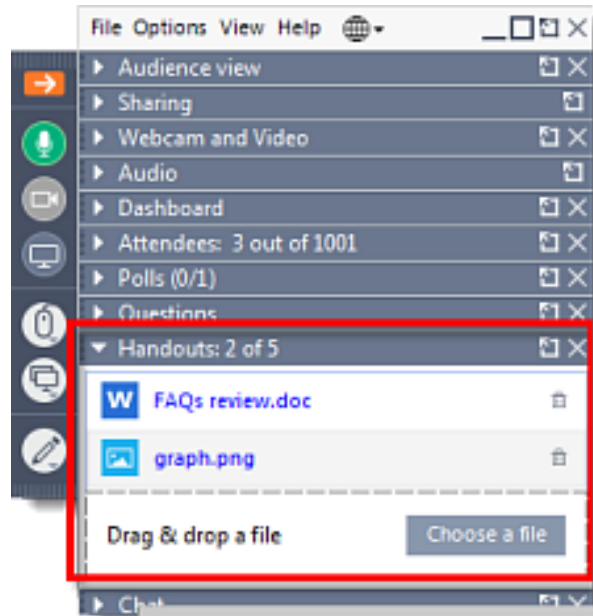 File Options View Help
Audience view
Sharing
Webcam and Video
Audio
Dashboard
Attendees: 3 out of 1001
Polls (0/1)
Questions
Handouts: 2 of 5
W FAQs review.doc
graph.png
Drag & drop a file Choose a file
Chat